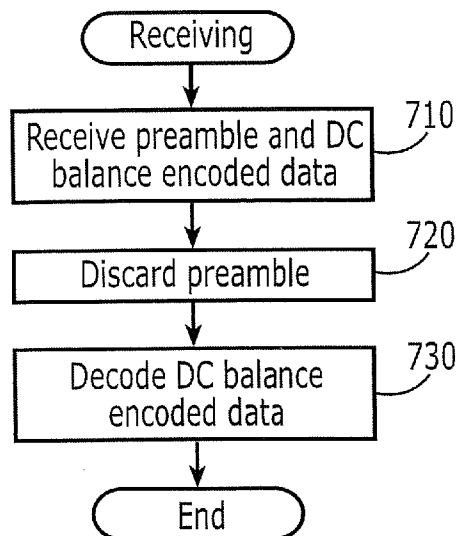 Receiving
710
Receive preamble and DC
balance encoded data
720
Discard preamble
730
Decode DC balance
encoded data
End